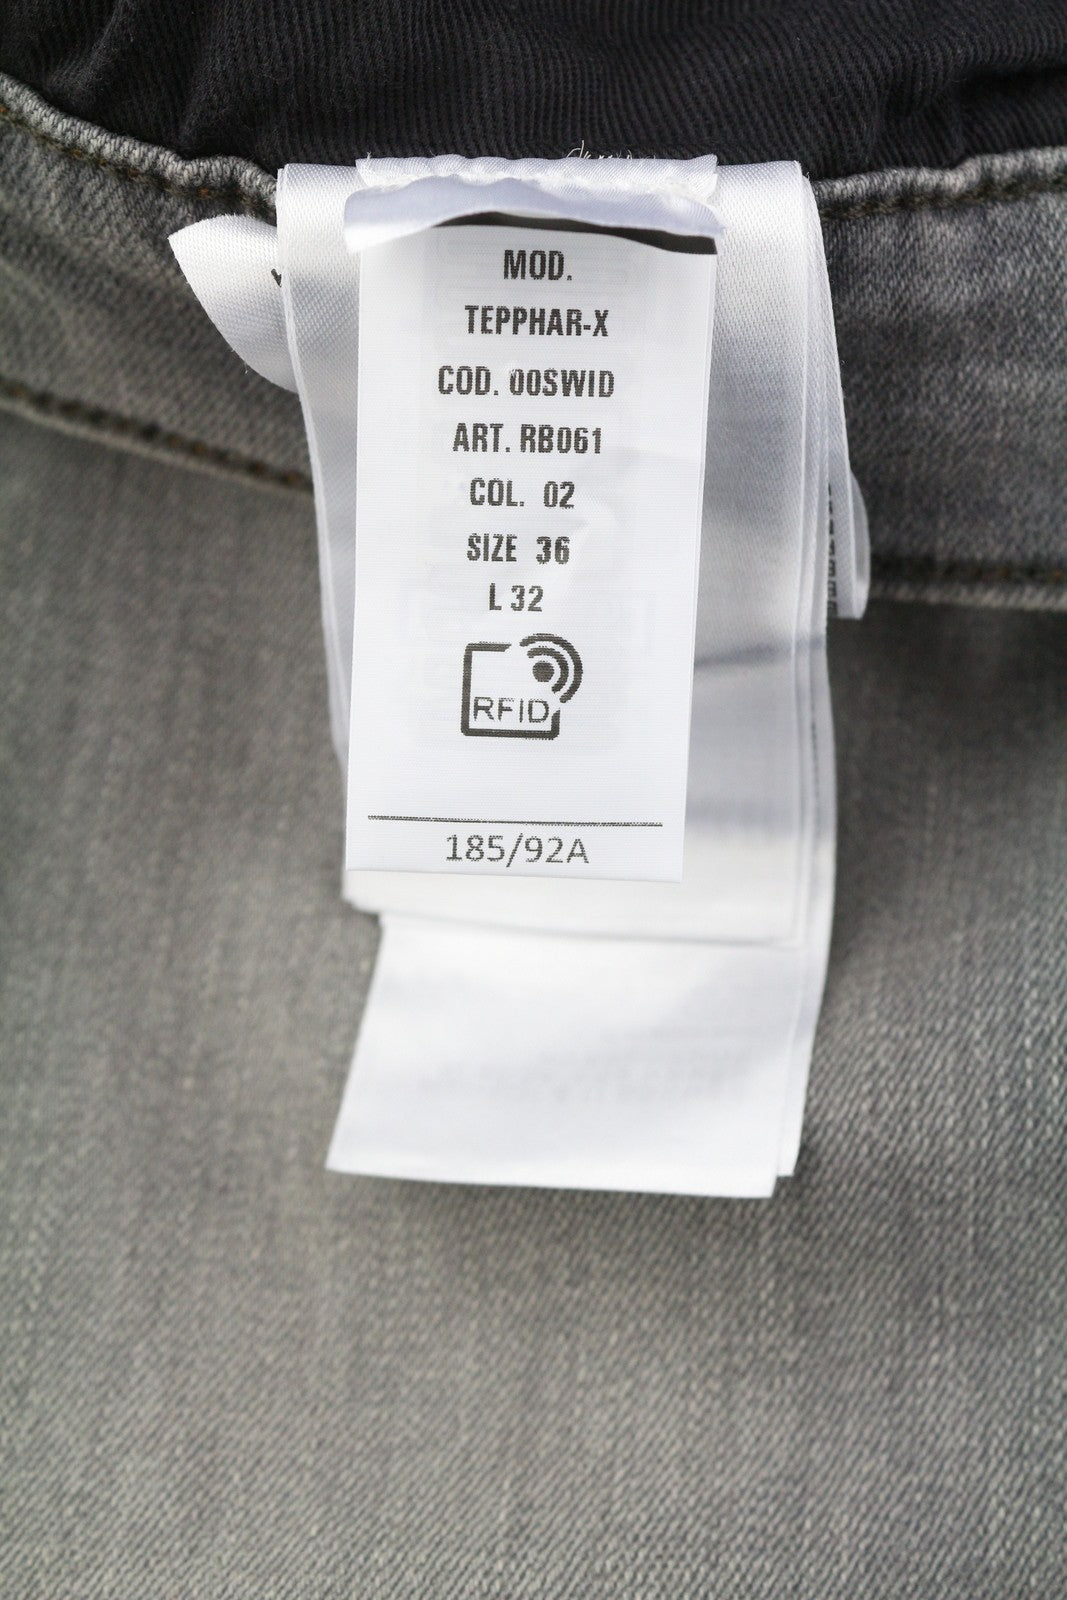 MOD.
TEPPHAR-X
COD. 00SWID
ART. RB061
COL. 02
SIZE 36
L 32
RFID
185/92A